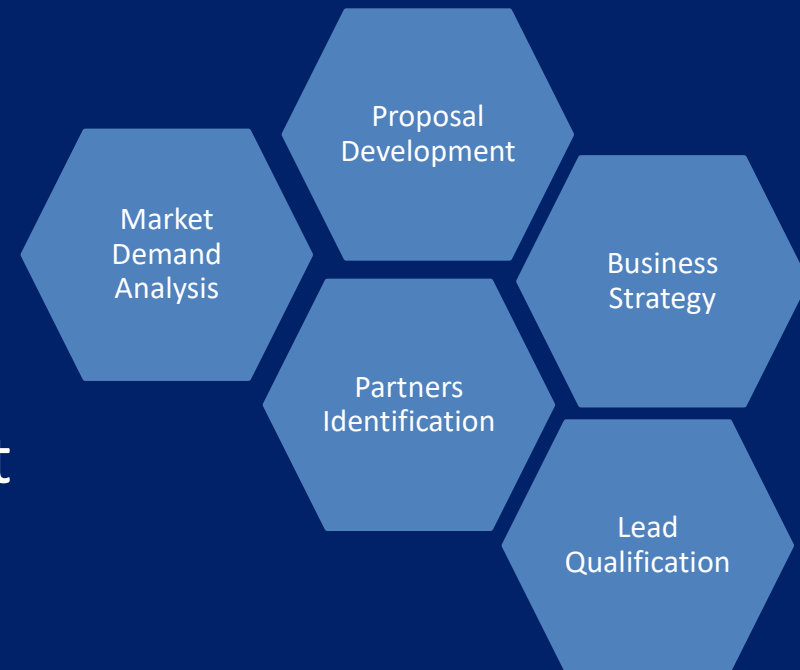 Proposal
Development
Market
Demand
Analysis
Business
Strategy
Partners
Identification
t
Lead
Qualification